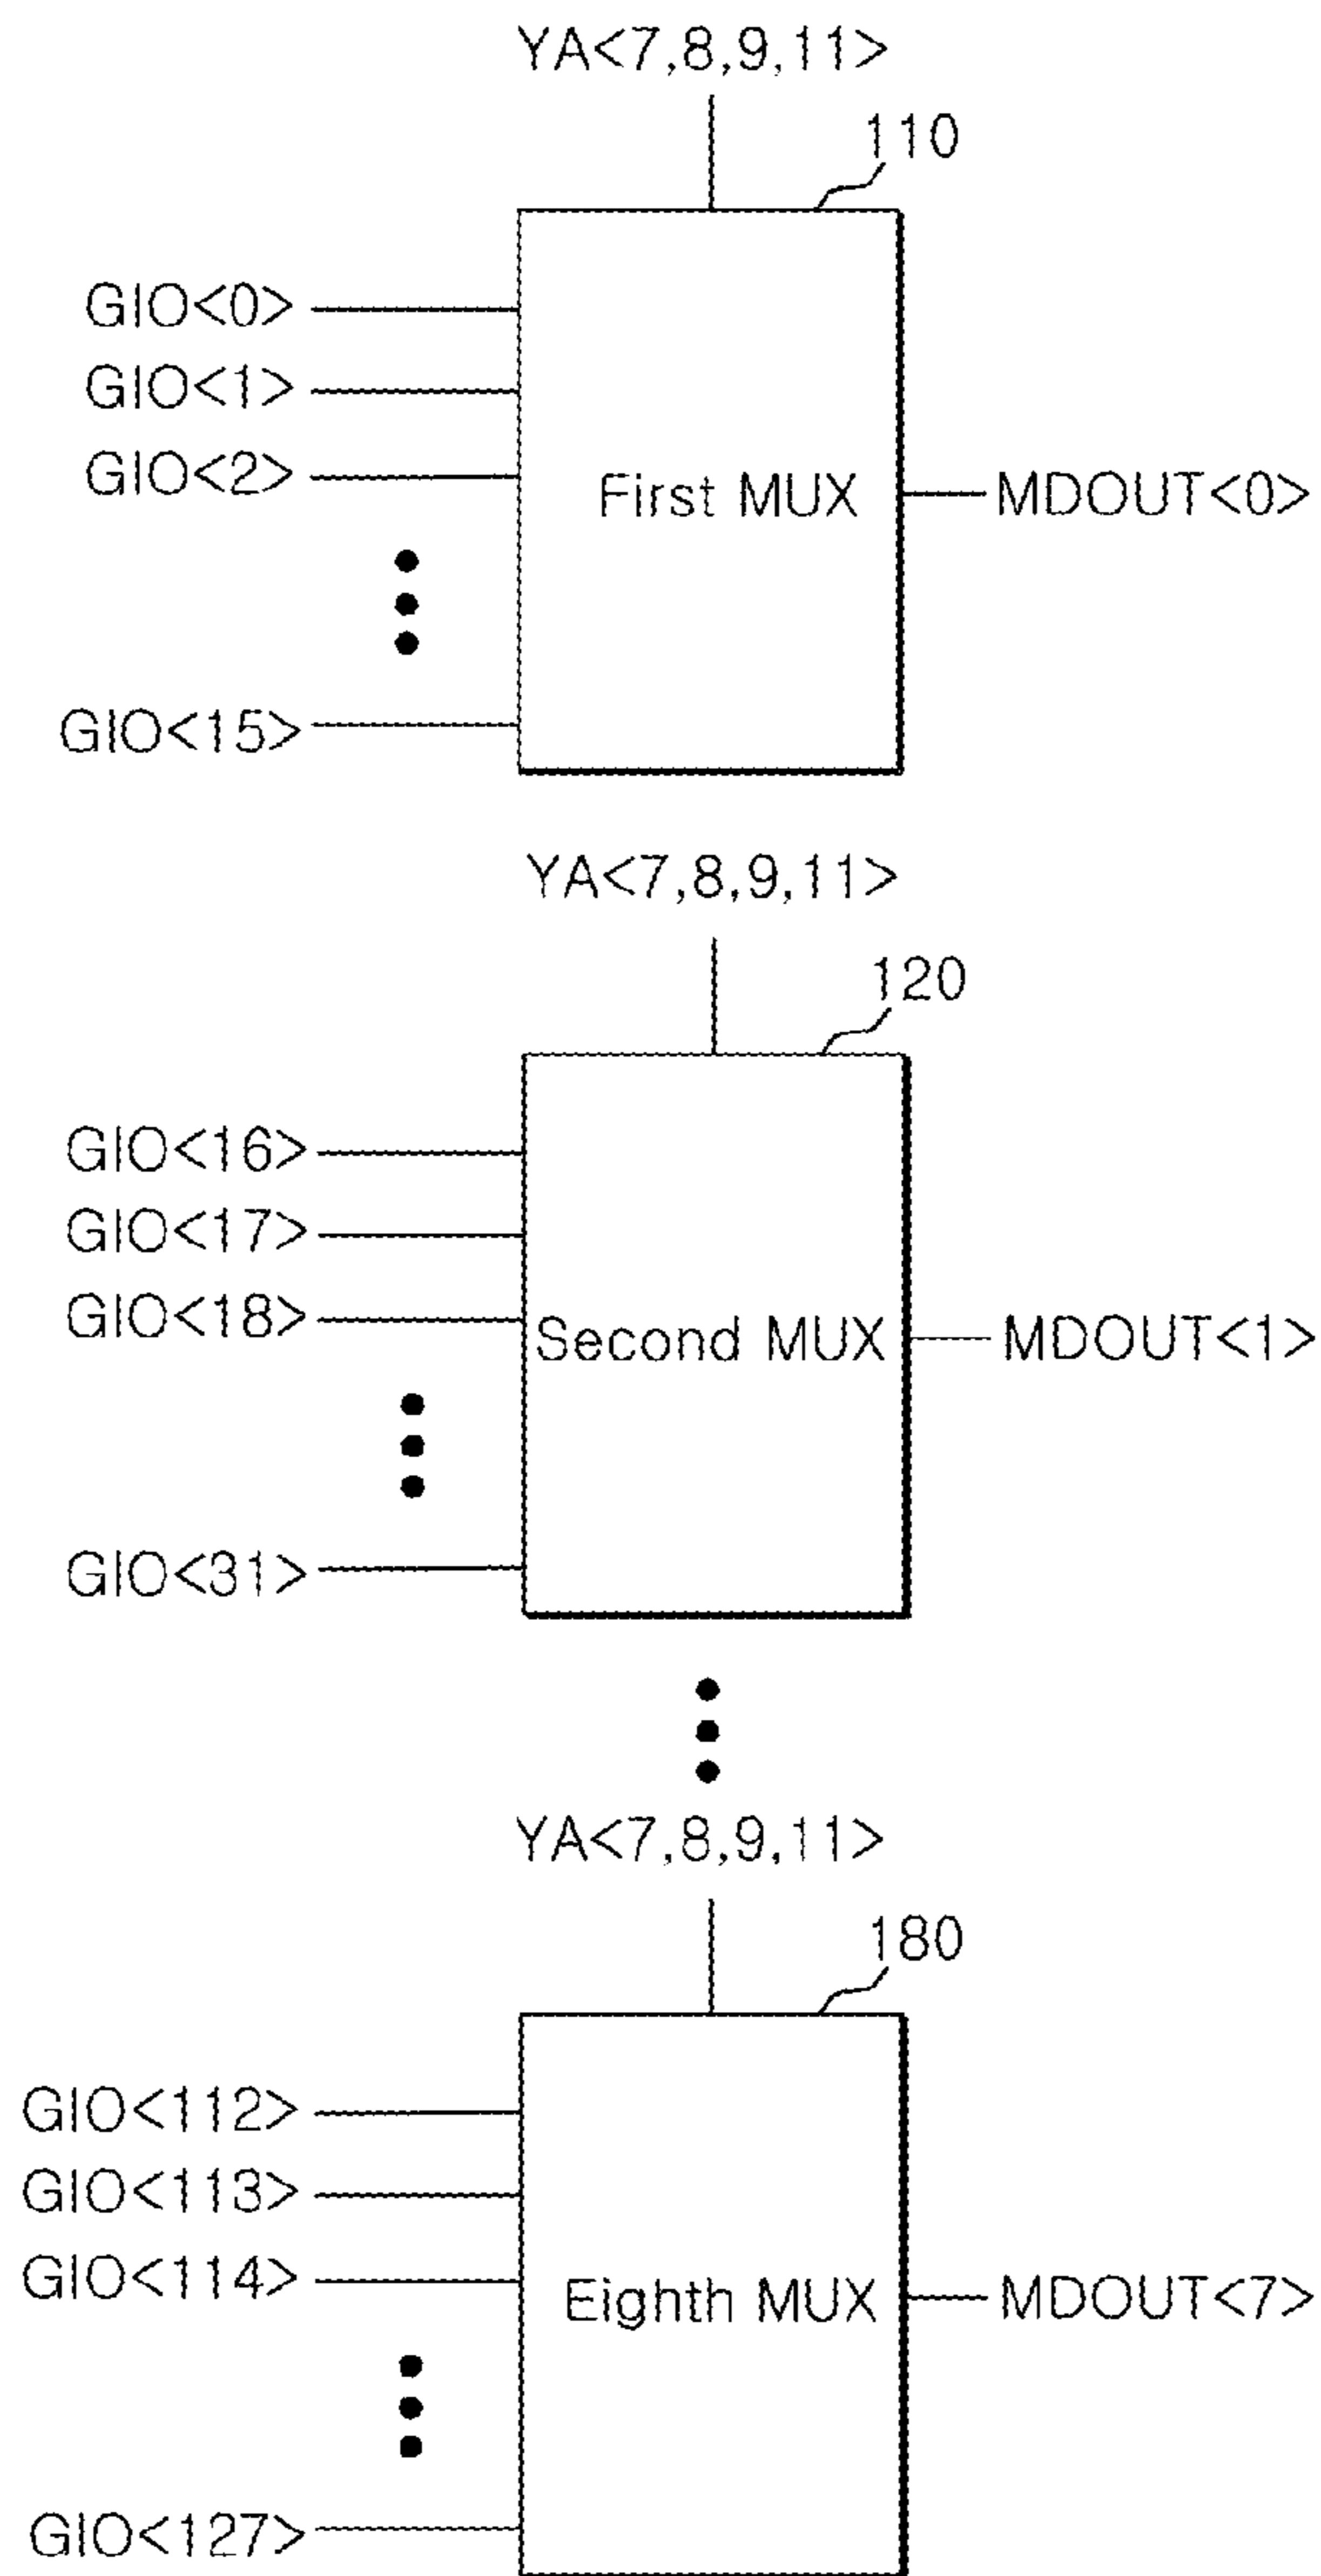 YA<7,8,9,11>
110
GIO<0>
GIO<1>
GIO<2>
First MUX
MDOUT<0>
GIO<15>
YA<7,8,9,11>
120
GIO<16>
GIO<17>
GIO<18>
Second MUX
MDOUT<1>
GIO<31>
YA<7,8,9,11>
180
GIO<112>
GIO<113>
GIO<114>
Eighth MUX
MDOUT<7>
GIO<127>